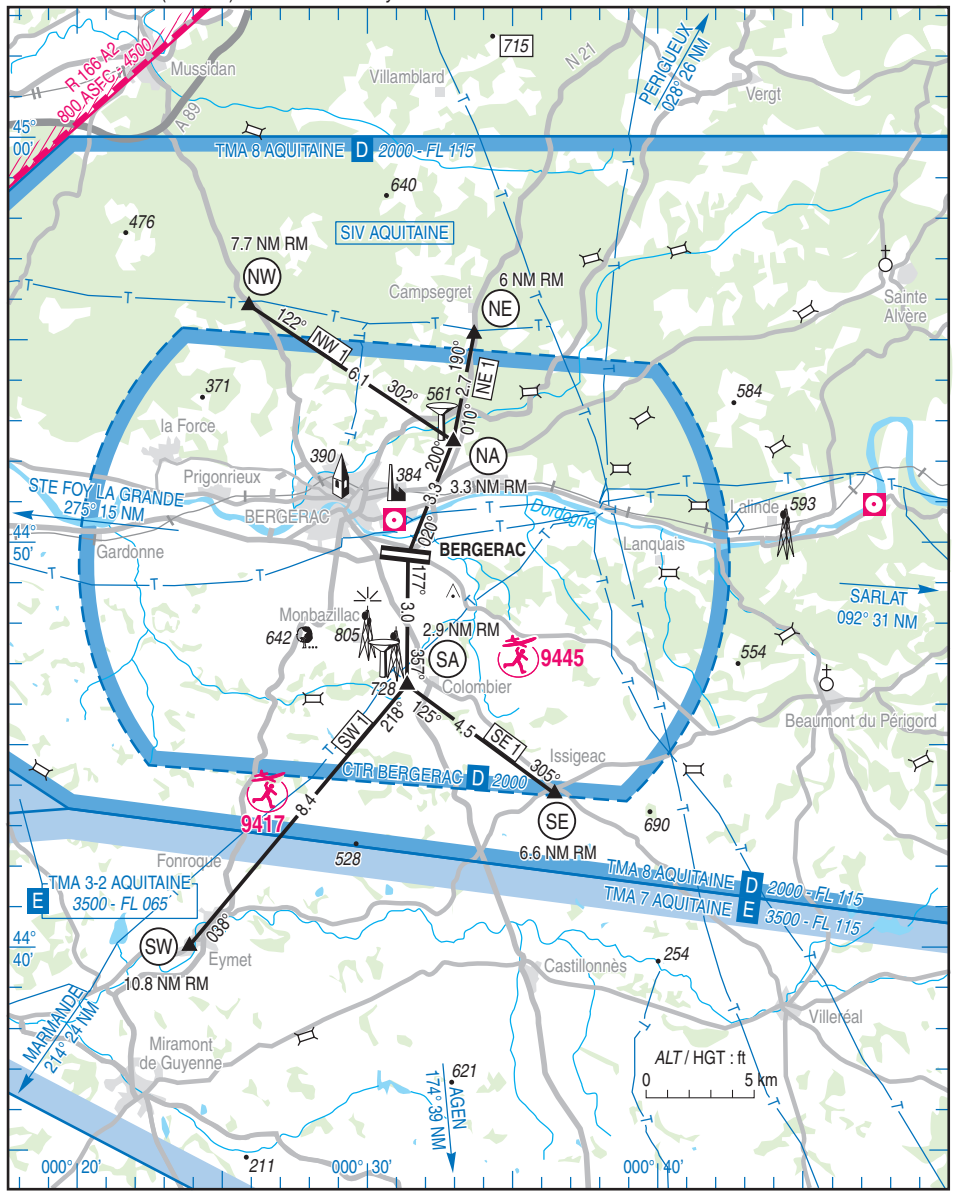 715
R 166 A2
800 ASFC - 4500
Mussidan
Villamblard
N 21
PERIGUEUX
028° 26 NM
Vergt
A 89
45°
00'
TMA 8 AQUITAINE D 2000 - FL 115
640
476
SIV AQUITAINE
7.7 NM RM
NW
6 NM RM
Campsegret
NE
Sainte
Alvère
122°
NW 1
6.1
302°
190°
NE 1
2.7
010°
561
371
584
la Force
Prigonrieux
390
384
200°
3.3
020°
NA
3.3 NM RM
STE FOY LA GRANDE
275° 15 NM
BERGERAC
Dordogne
Lalinde
593
44°
50'
Gardonne
BERGERAC
Lanquais
177°
3.0
357°
SARLAT
092° 31 NM
Monbazillac
642
805
2.9 NM RM
SA
9445
554
728
Colombier
218°
SW 1
125°
4.5
SE 1
305°
Issigeac
Beaumont du Périgord
CTR BERGERAC D 2000
8.4
9417
SE
6.6 NM RM
690
528
Fonroque
TMA 8 AQUITAINE D 2000 - FL 115
TMA 7 AQUITAINE E 3500 - FL 115
E
TMA 3-2 AQUITAINE
3500 - FL 065
038°
SW
10.8 NM RM
Eymet
44°
40'
254
Castillonnès
Villeréal
MARMANDE
214° 24 NM
Miramont
de Guyenne
ALT / HGT : ft
0 5 km
621
AGEN
174° 39 NM
211
000° 20'
000° 30'
000° 40'